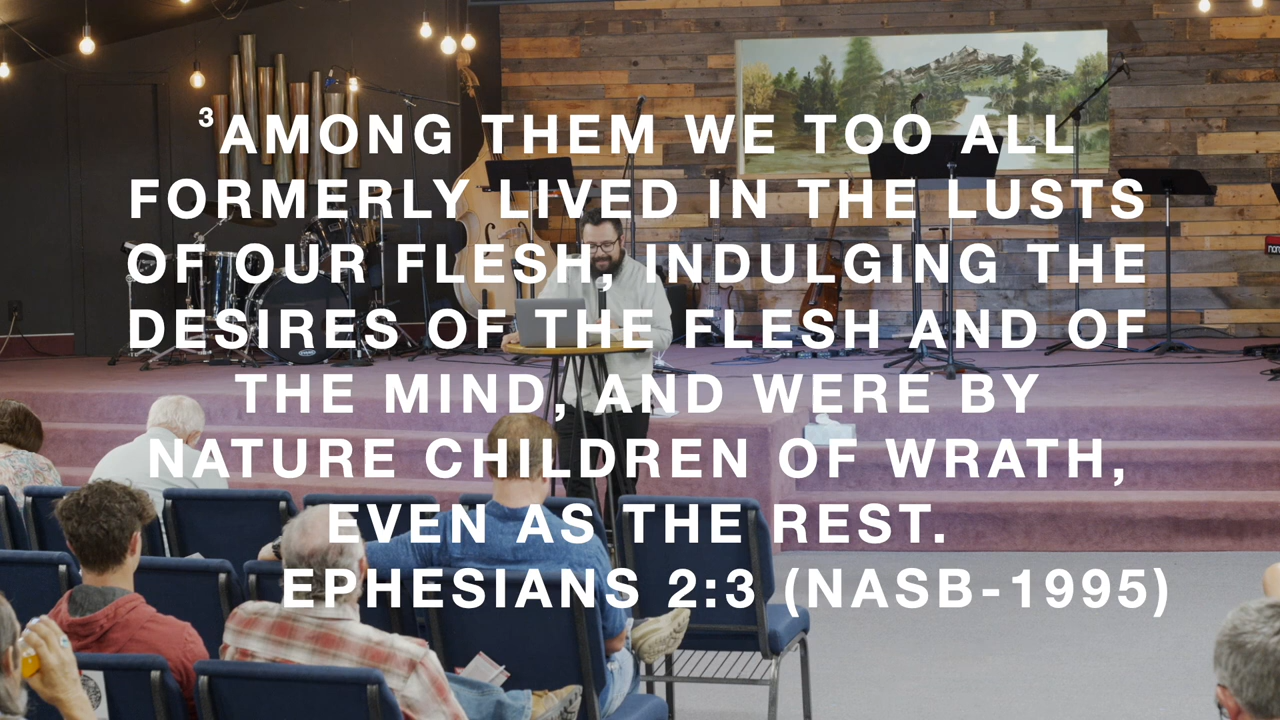 ³AMONG THEM WE TOO ALL
FORMERLY LIVED IN THE LUSTS
OF OUR FLESH, INDULGING THE
DESIRES OF THE FLESH AND OF
THE MIND, AND WERE BY
NATURE CHILDREN OF WRATH,
EVEN AS THE REST.
EPHESIANS 2:3 (NASB-1995)